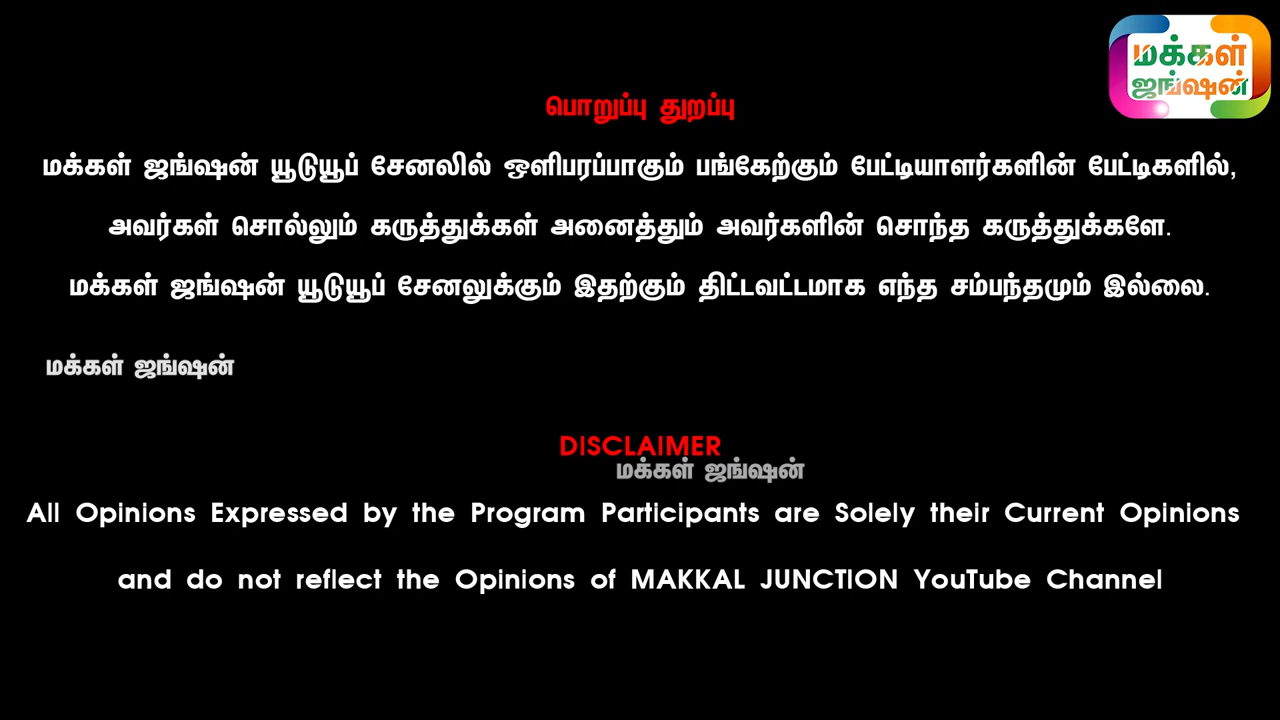 மக்கள்
ஜங்ஷன்
பொறுப்பு துறப்பு
மக்கள் ஜங்ஷன் யூடுயூப் சேனலில் ஒளிபரப்பாகும் பங்கேற்கும் பேட்டியாளர்களின் பேட்டிகளில்,
அவர்கள் சொல்லும் கருத்துக்கள் அனைத்தும் அவர்களின் சொந்த கருத்துக்களே.
மக்கள் ஜங்ஷன் யூடுயூப் சேனலுக்கும் இதற்கும் திட்டவட்டமாக எந்த சம்பந்தமும் இல்லை.
மக்கள் ஜங்ஷன்
DISCLAIMER
மக்கள் ஜங்ஷன்
All Opinions Expressed by the Program Participants are Solely their Current Opinions
and do not reflect the Opinions of MAKKAL JUNCTION YouTube Channel